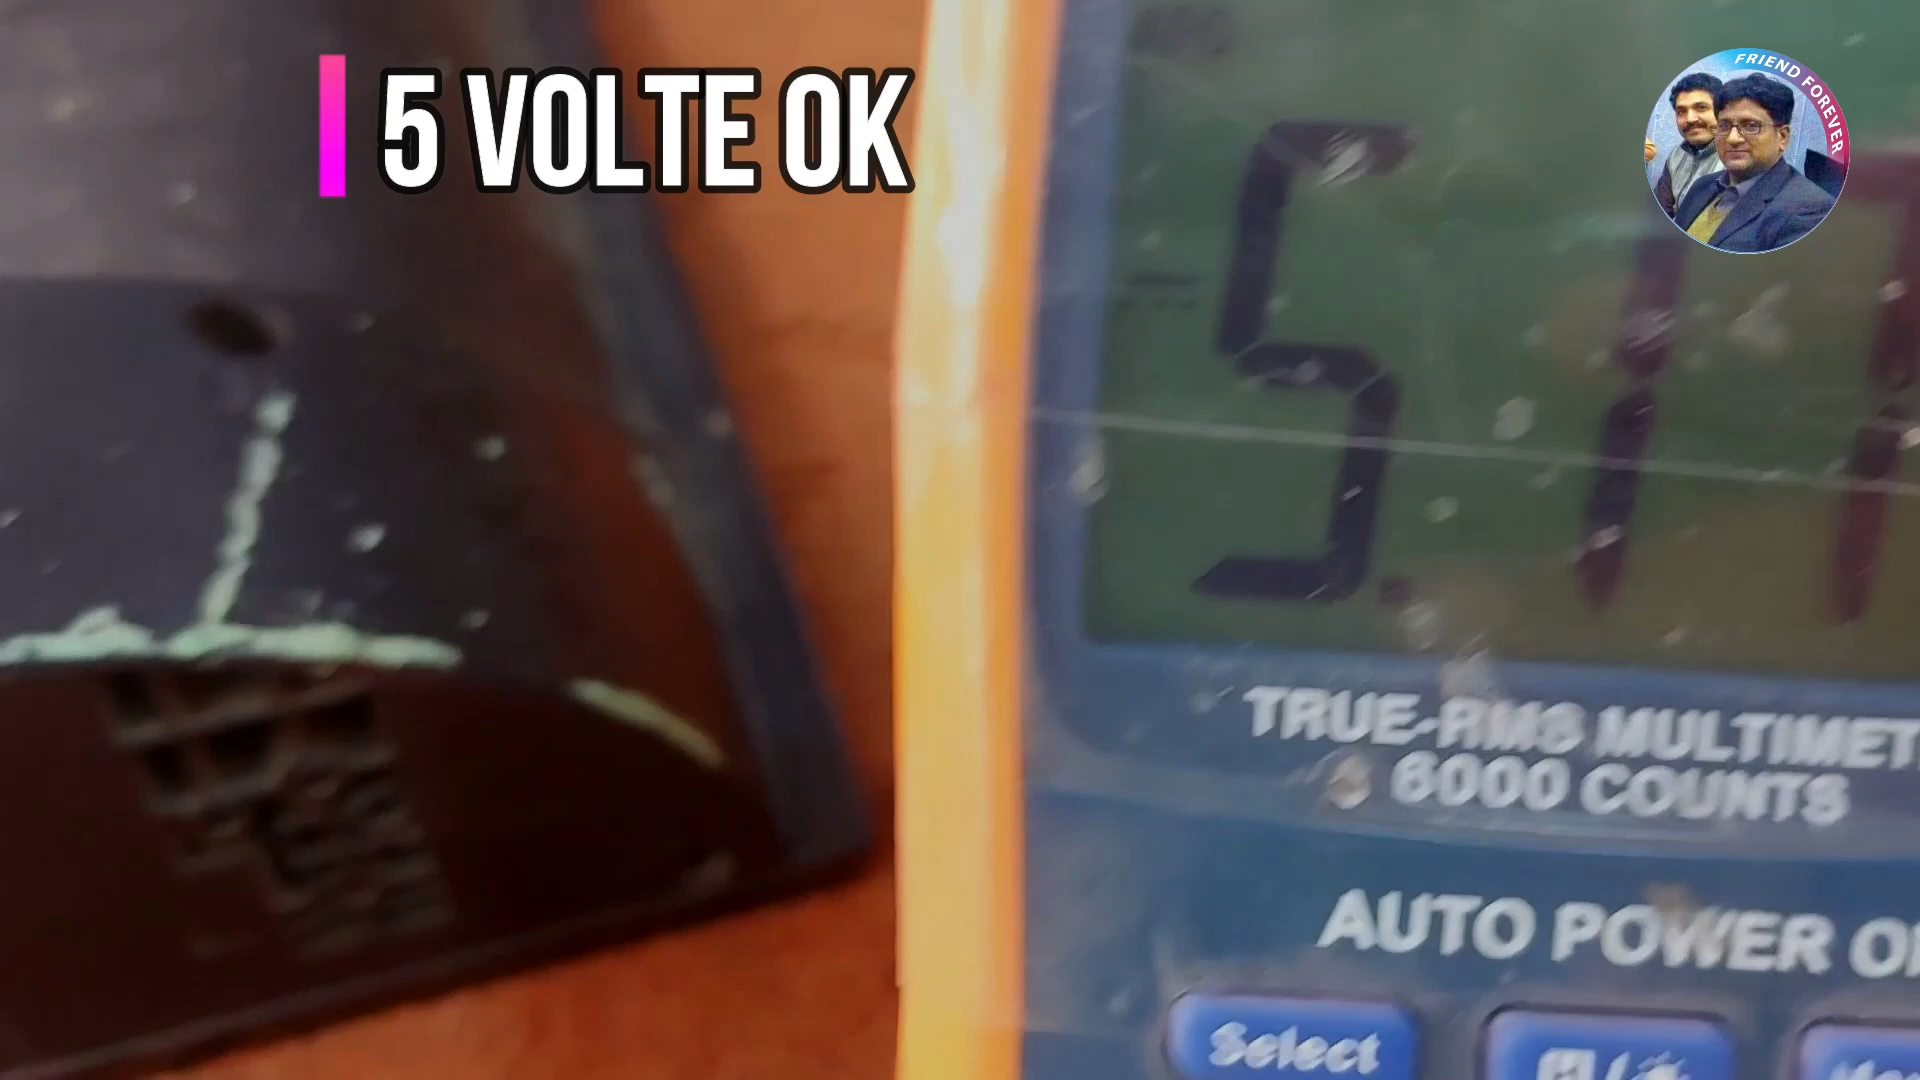 5 VOLTE OK
FRIEND FOREVER
TRUE-RMS MULTIMET
6000 COUNTS
AUTO POWER
Select